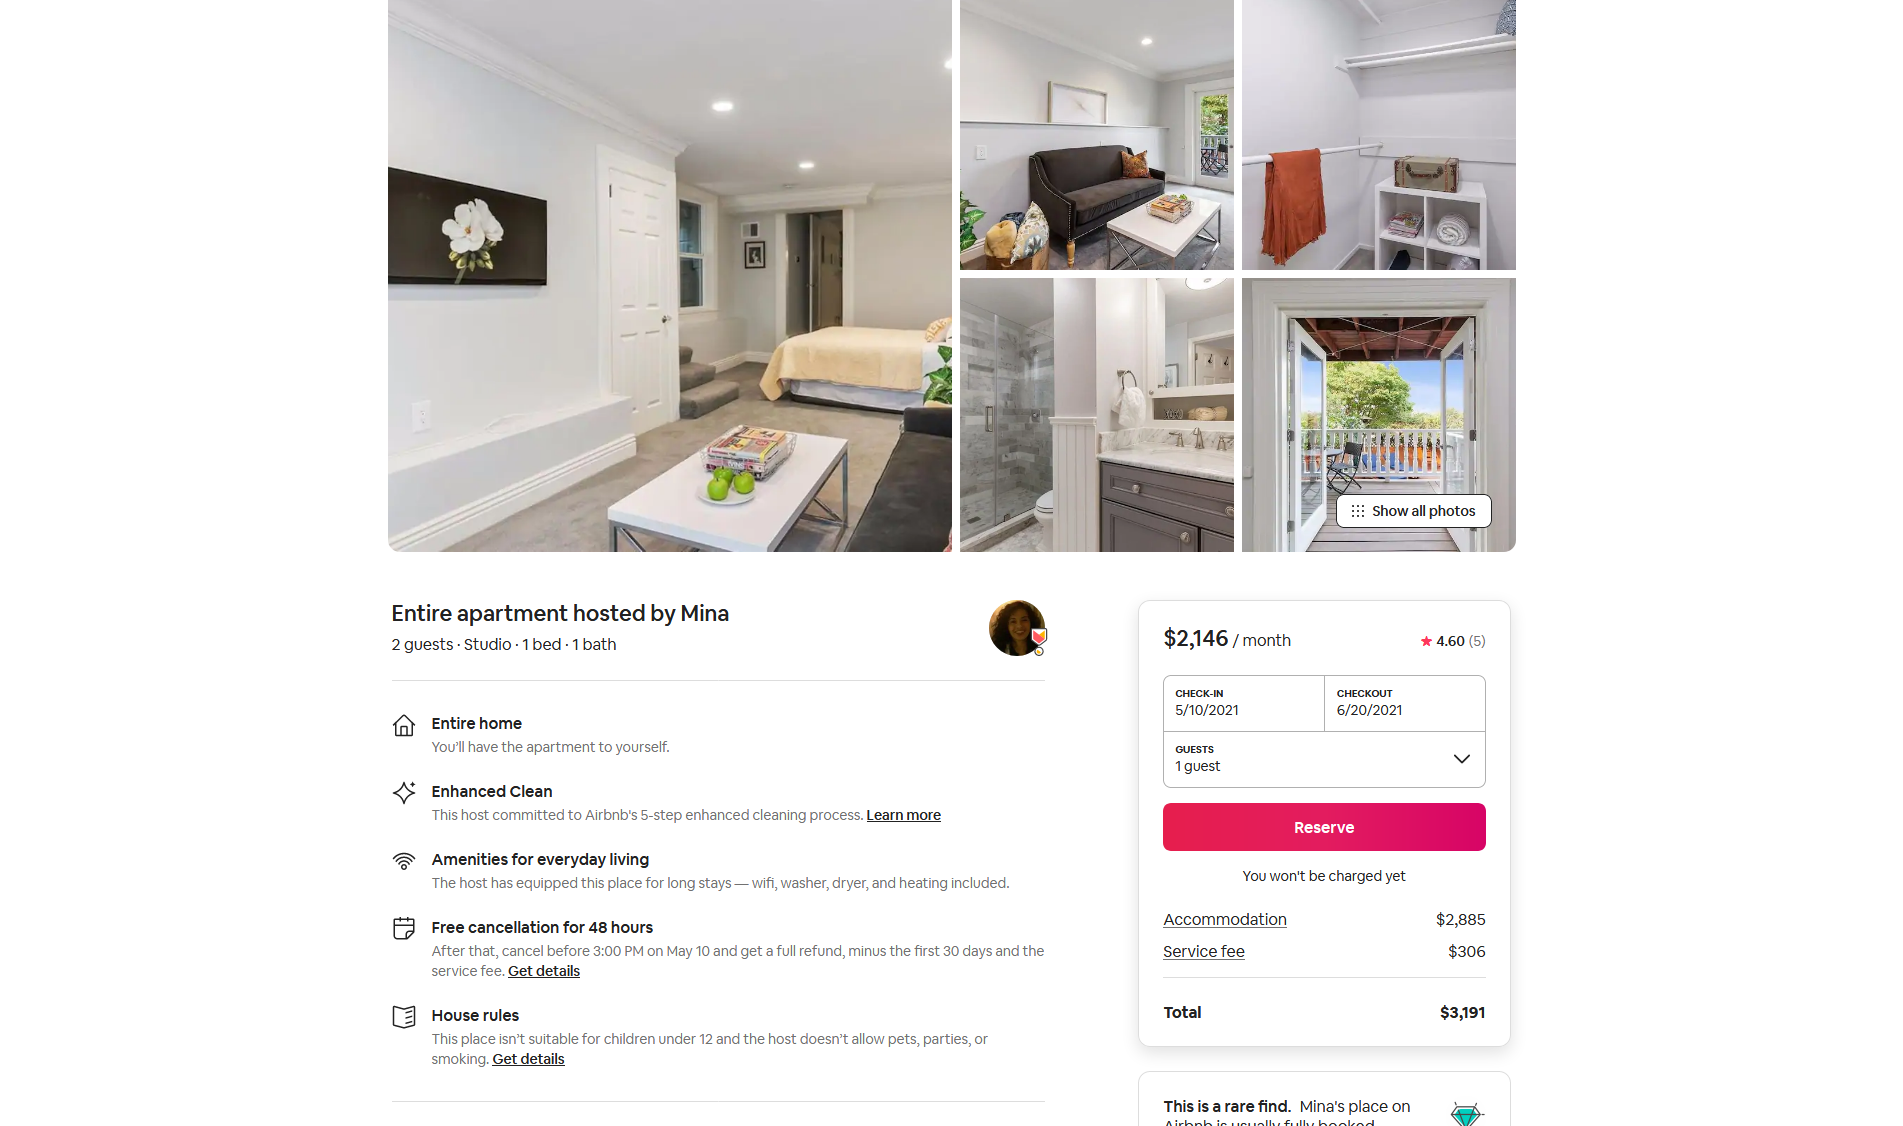 Show all photos
Entire apartment hosted by Mina
2 guests · Studio · 1 bed · 1 bath
Entire home
You'll have the apartment to yourself.
Enhanced Clean
This host committed to Airbnb's 5-step enhanced cleaning process. Learn more
Amenities for everyday living
The host has equipped this place for long stays — wifi, washer, dryer, and heating included.
Free cancellation for 48 hours
After that, cancel before 3:00 PM on May 10 and get a full refund, minus the first 30 days and the
service fee. Get details
House rules
This place isn't suitable for children under 12 and the host doesn't allow pets, parties, or
smoking. Get details
$2,146 / month
4.60 (5)
CHECK-IN
5/10/2021
CHECKOUT
6/20/2021
GUESTS
1 guest
Reserve
You won't be charged yet
Accommodation $2,885
Service fee $306
Total $3,191
This is a rare find. Mina's place on
Airbnb is usually fully booked.